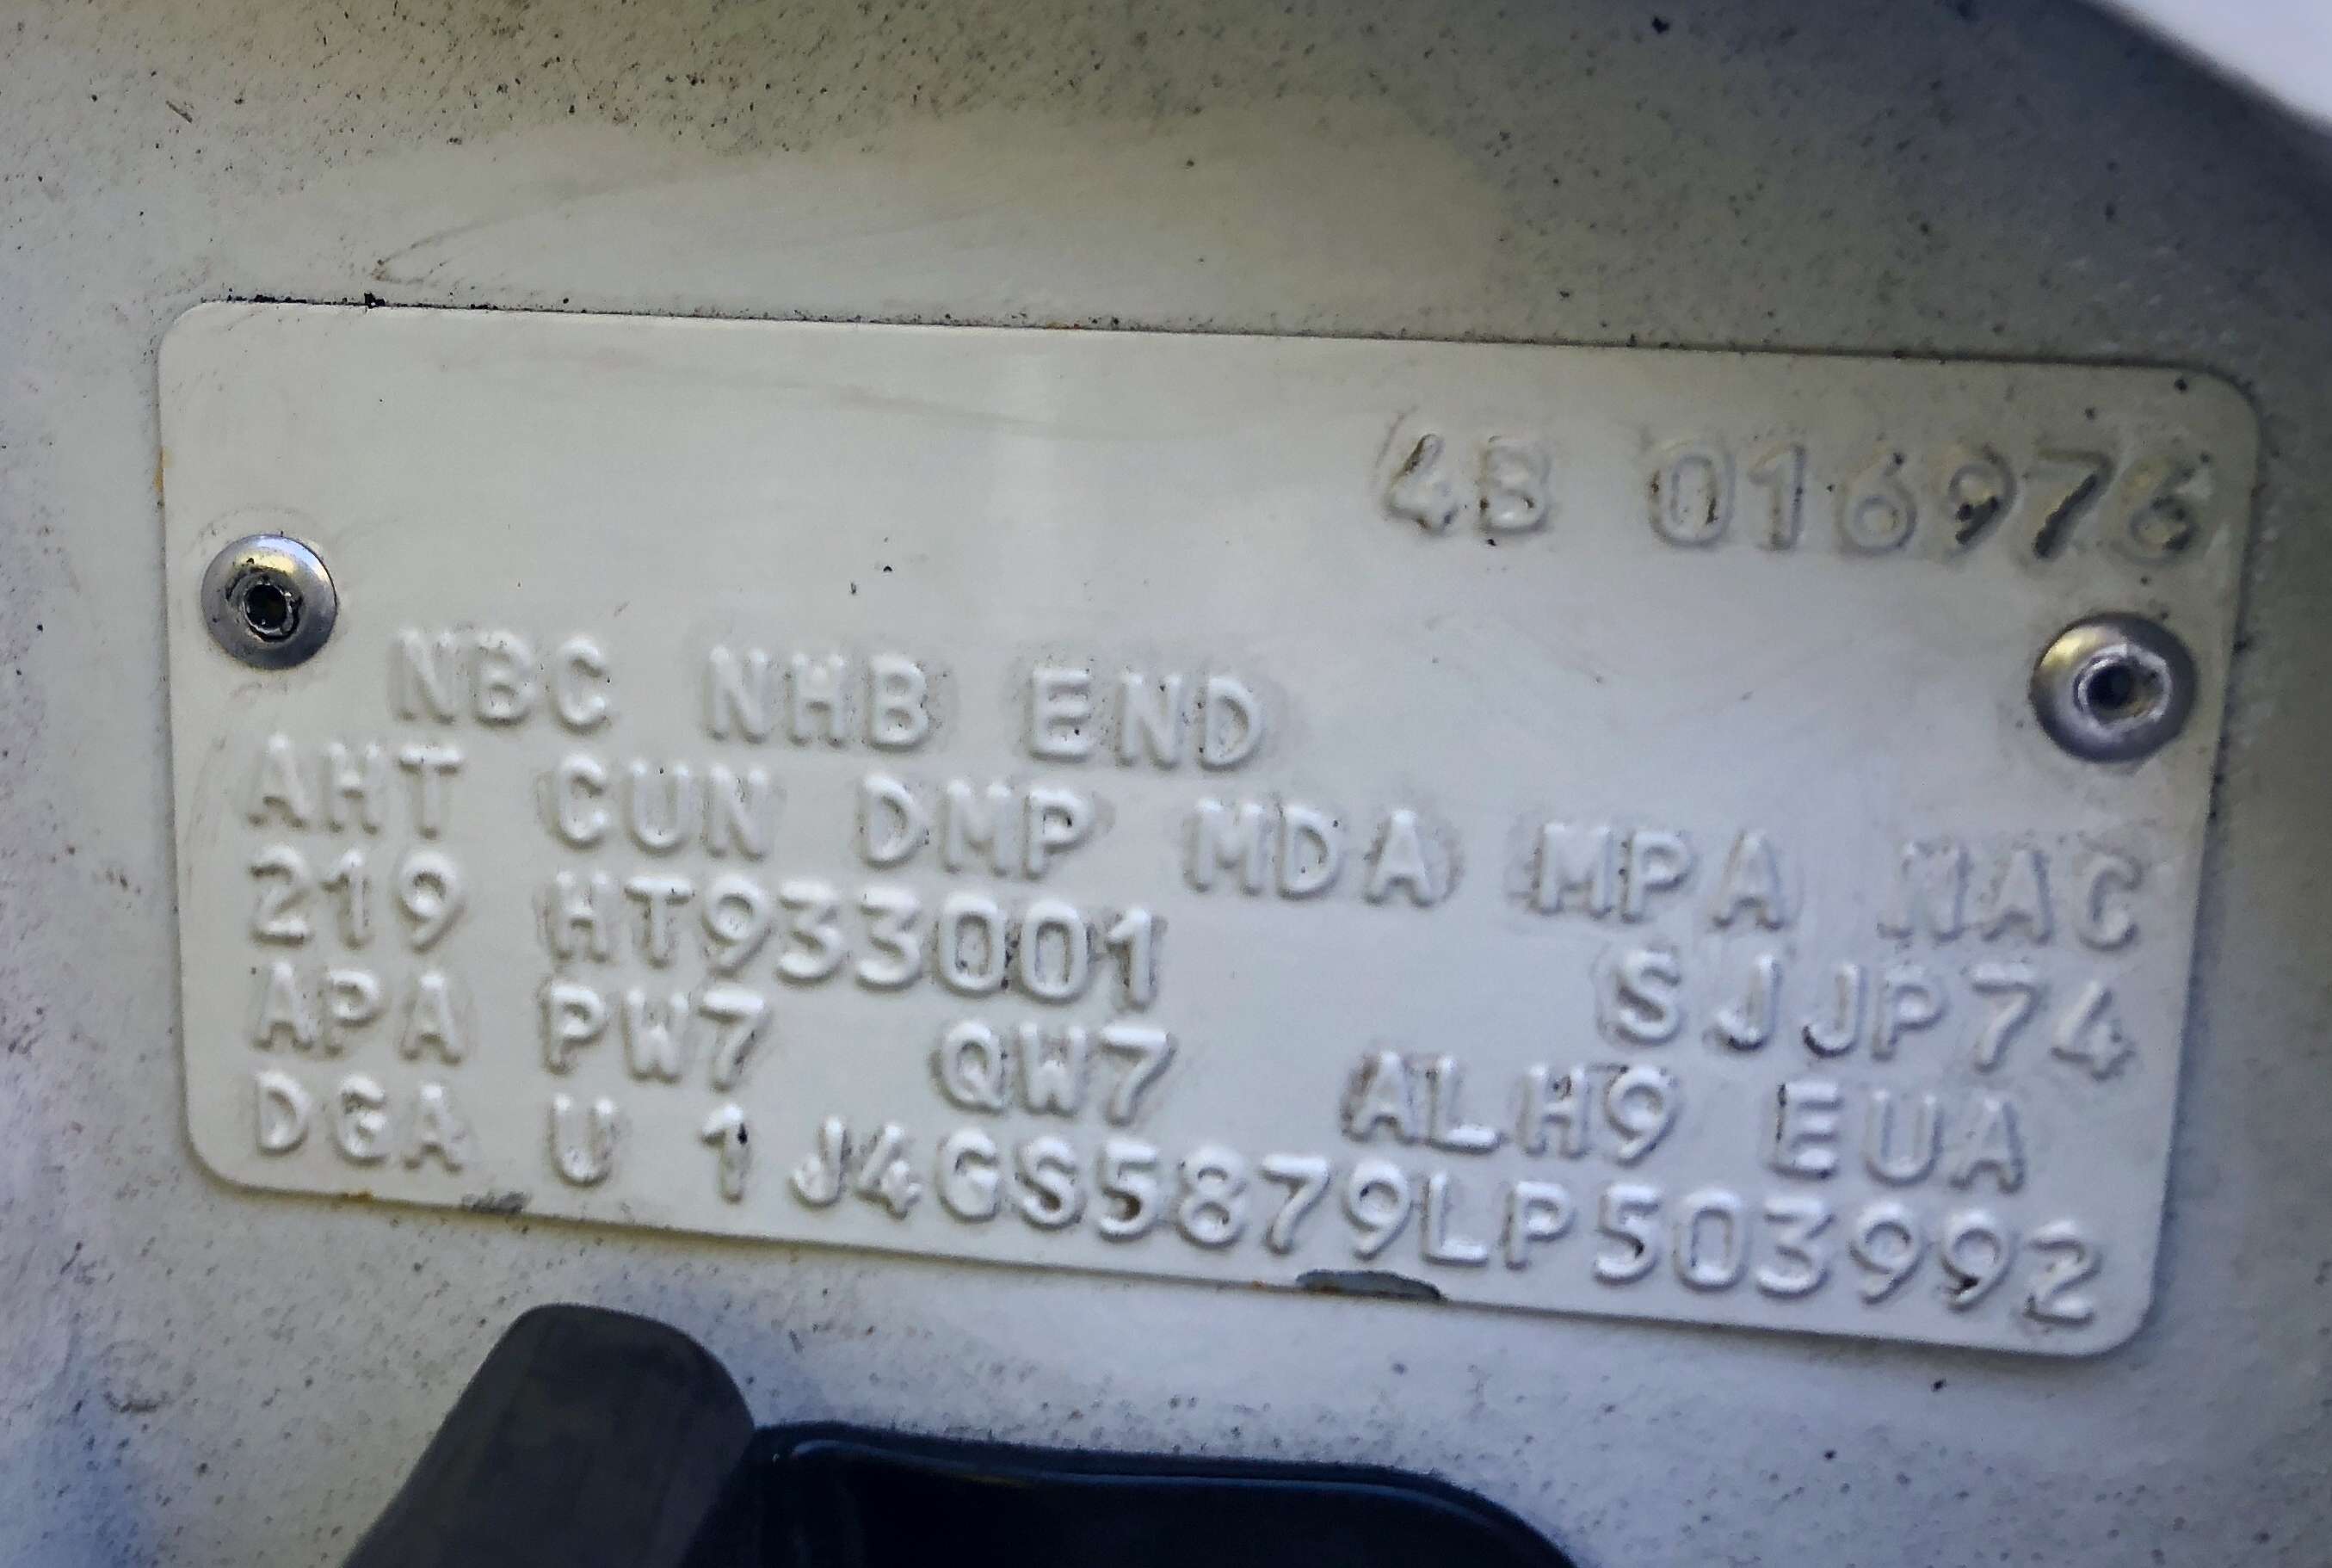 4B 016976
NBC NHB END
AHT CUN DMP MDA MPA NAC
219 HT933001 SJJP74
APA PW7 QW7 ALH9 EUA
DGA U 1J4GS5879LP503992